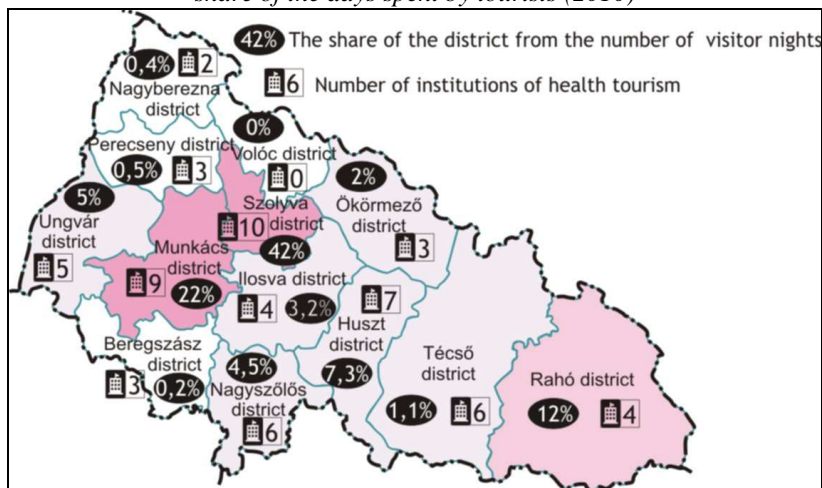 share of the days spent by tourists (2010)
42% The share of the district from the number of visitor nights
6 Number of institutions of health tourism
0,4% 2
Nagyberezna
district
0%
Perecseny district
Volóc district
0,5% 3
0
2%
5%
Szolyva
district
Ökörmező
district
Ungvár
district
10
3
Munkács
district
42%
5
9
22%
Ilosva district
4 3,2%
7
Huszt
district
Beregszász
district
4,5%
Técső
district
3 0,2%
Nagyszőlős
district
7,3%
Rahó district
1,1% 6
12% 4
6